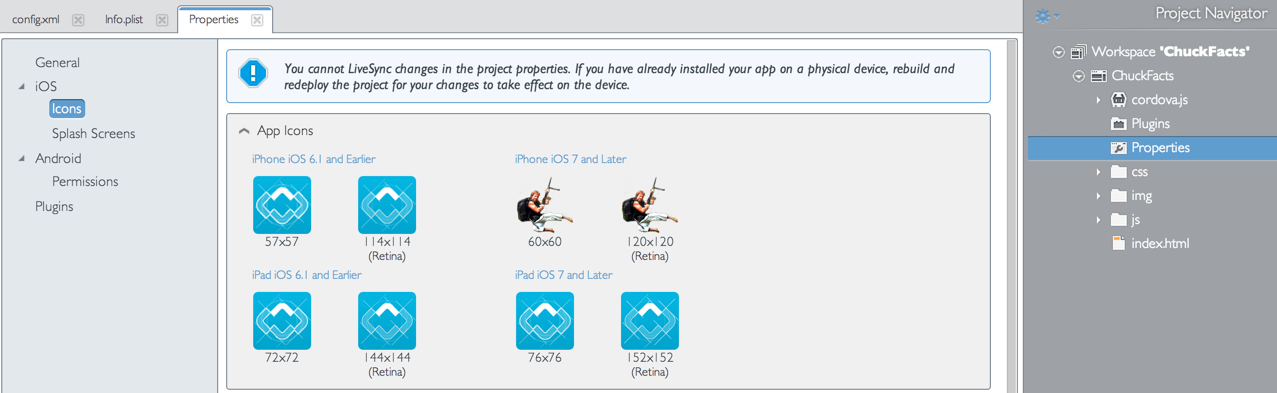 config.xml
Info.plist
Properties
General
iOS
Icons
Splash Screens
Android
Permissions
Plugins
You cannot LiveSync changes in the project properties. If you have already installed your app on a physical device, rebuild and
redeploy the project for your changes to take effect on the device.
App Icons
iPhone iOS 6.1 and Earlier
iPhone iOS 7 and Later
57x57
114x114
(Retina)
60x60
120x120
(Retina)
iPad iOS 6.1 and Earlier
iPad iOS 7 and Later
72x72
144x144
(Retina)
76x76
152x152
(Retina)
Project Navigator
Workspace 'ChuckFacts'
ChuckFacts
cordova.js
Plugins
Properties
css
img
js
index.html